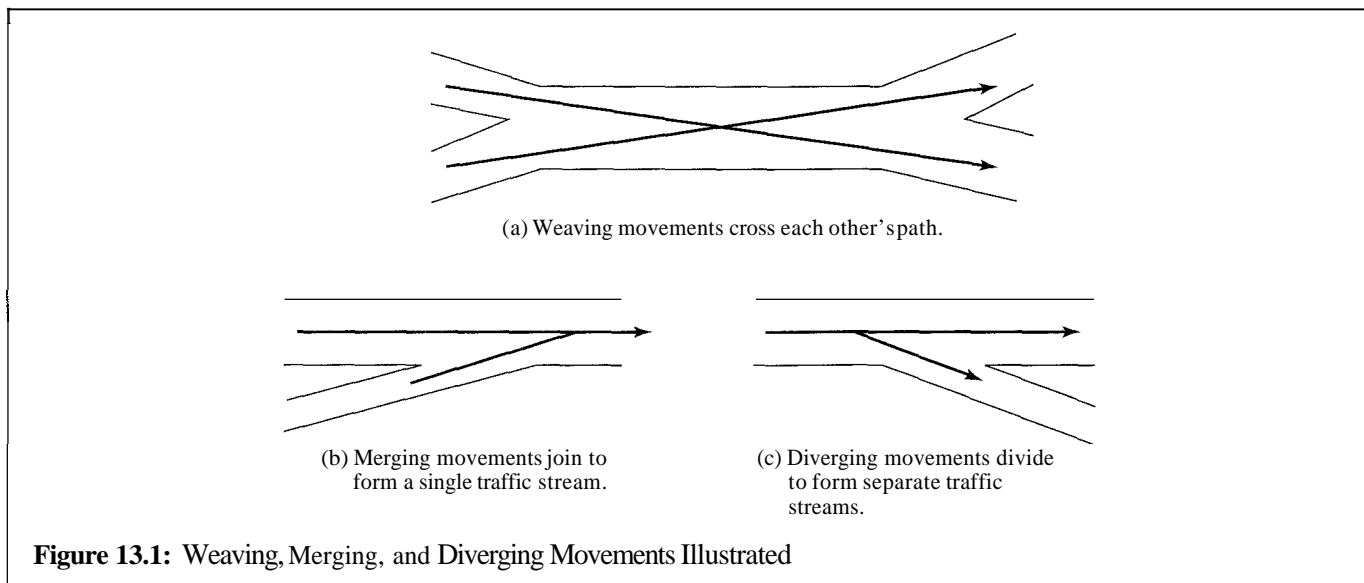 (a) Weaving movements cross each other'spath.
(b) Merging movements join to
form a single traffic stream.
(c) Diverging movements divide
to form separate traffic
streams.
Figure 13.1: Weaving, Merging, and Diverging Movements Illustrated